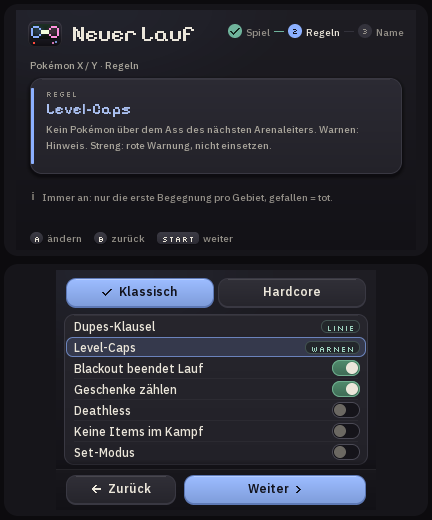 Neuer Lauf
Spiel 2 Regeln 3 Name
Pokémon X / Y · Regeln
REGEL
Level-Caps
Kein Pokémon über dem Ass des nächsten Arenaleiters. Warnen:
Hinweis. Streng: rote Warnung, nicht einsetzen.
i Immer an: nur die erste Begegnung pro Gebiet, gefallen = tot.
A ändern B zurück START weiter
Klassisch Hardcore
Dupes-Klausel LINIE
Level-Caps WARNEN
Blackout beendet Lauf
Geschenke zählen
Deathless
Keine Items im Kampf
Set-Modus
Zurück Weiter